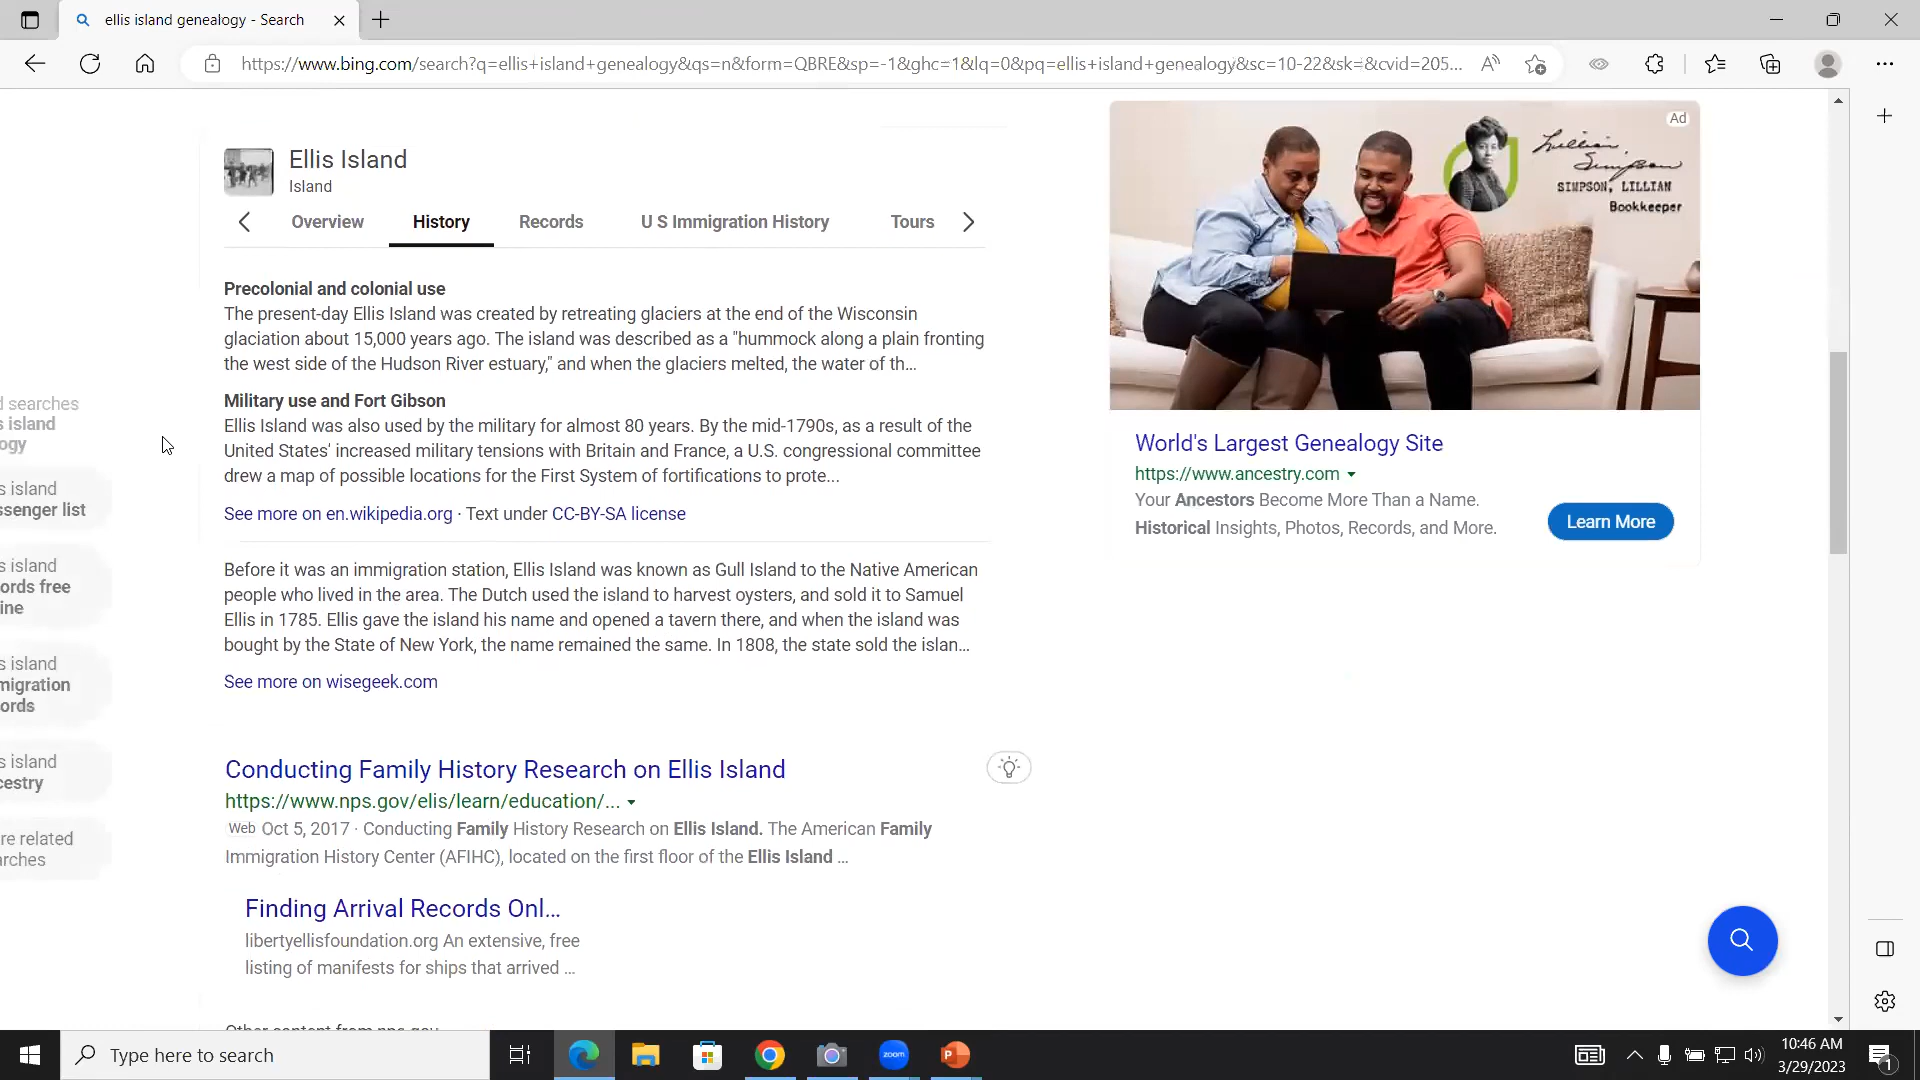 ellis island genealogy - Search
https://www.bing.com/search?q=ellis+island+genealogy&qs=n&form=QBRE&sp=-1&ghc=1&lq=0&pq=ellis+island+genealogy&sc=10-22&sk=&cvid=205...
Ellis Island
Island
Overview
History
Records
U S Immigration History
Tours
Precolonial and colonial use
The present-day Ellis Island was created by retreating glaciers at the end of the Wisconsin
glaciation about 15,000 years ago. The island was described as a "hummock along a plain fronting
the west side of the Hudson River estuary," and when the glaciers melted, the water of th...
Military use and Fort Gibson
Ellis Island was also used by the military for almost 80 years. By the mid-1790s, as a result of the
United States' increased military tensions with Britain and France, a U.S. congressional committee
drew a map of possible locations for the First System of fortifications to prote...
See more on en.wikipedia.org · Text under CC-BY-SA license
Before it was an immigration station, Ellis Island was known as Gull Island to the Native American
people who lived in the area. The Dutch used the island to harvest oysters, and sold it to Samuel
Ellis in 1785. Ellis gave the island his name and opened a tavern there, and when the island was
bought by the State of New York, the name remained the same. In 1808, the state sold the islan...
See more on wisegeek.com
Conducting Family History Research on Ellis Island
https://www.nps.gov/elis/learn/education/...
Web Oct 5, 2017 · Conducting Family History Research on Ellis Island. The American Family
Immigration History Center (AFIHC), located on the first floor of the Ellis Island ...
Finding Arrival Records Onl...
libertyellisfoundation.org An extensive, free
listing of manifests for ships that arrived ...
Other content from nps.gov
d searches
s island
ogy
s island
ssenger list
s island
ords free
ine
s island
migration
ords
s island
cestry
re related
arches
Ad
Lillian
Simpson
SIMPSON, LILLIAN
Bookkeeper
World's Largest Genealogy Site
https://www.ancestry.com
Your Ancestors Become More Than a Name.
Historical Insights, Photos, Records, and More.
Learn More
Type here to search
zoom
P
10:46 AM
3/29/2023
1